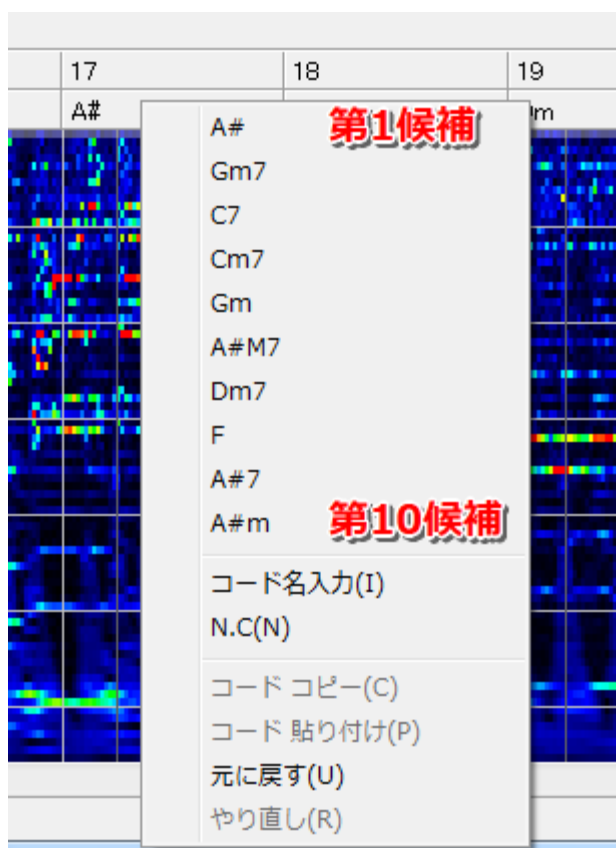 17 18 19
A#
A# 第1候補
Gm7
C7
Cm7
Gm
A#M7
Dm7
F
A#7
A#m 第10候補
コード名入力(I)
N.C(N)
コード コピー(C)
コード 貼り付け(P)
元に戻す(U)
やり直し(R)